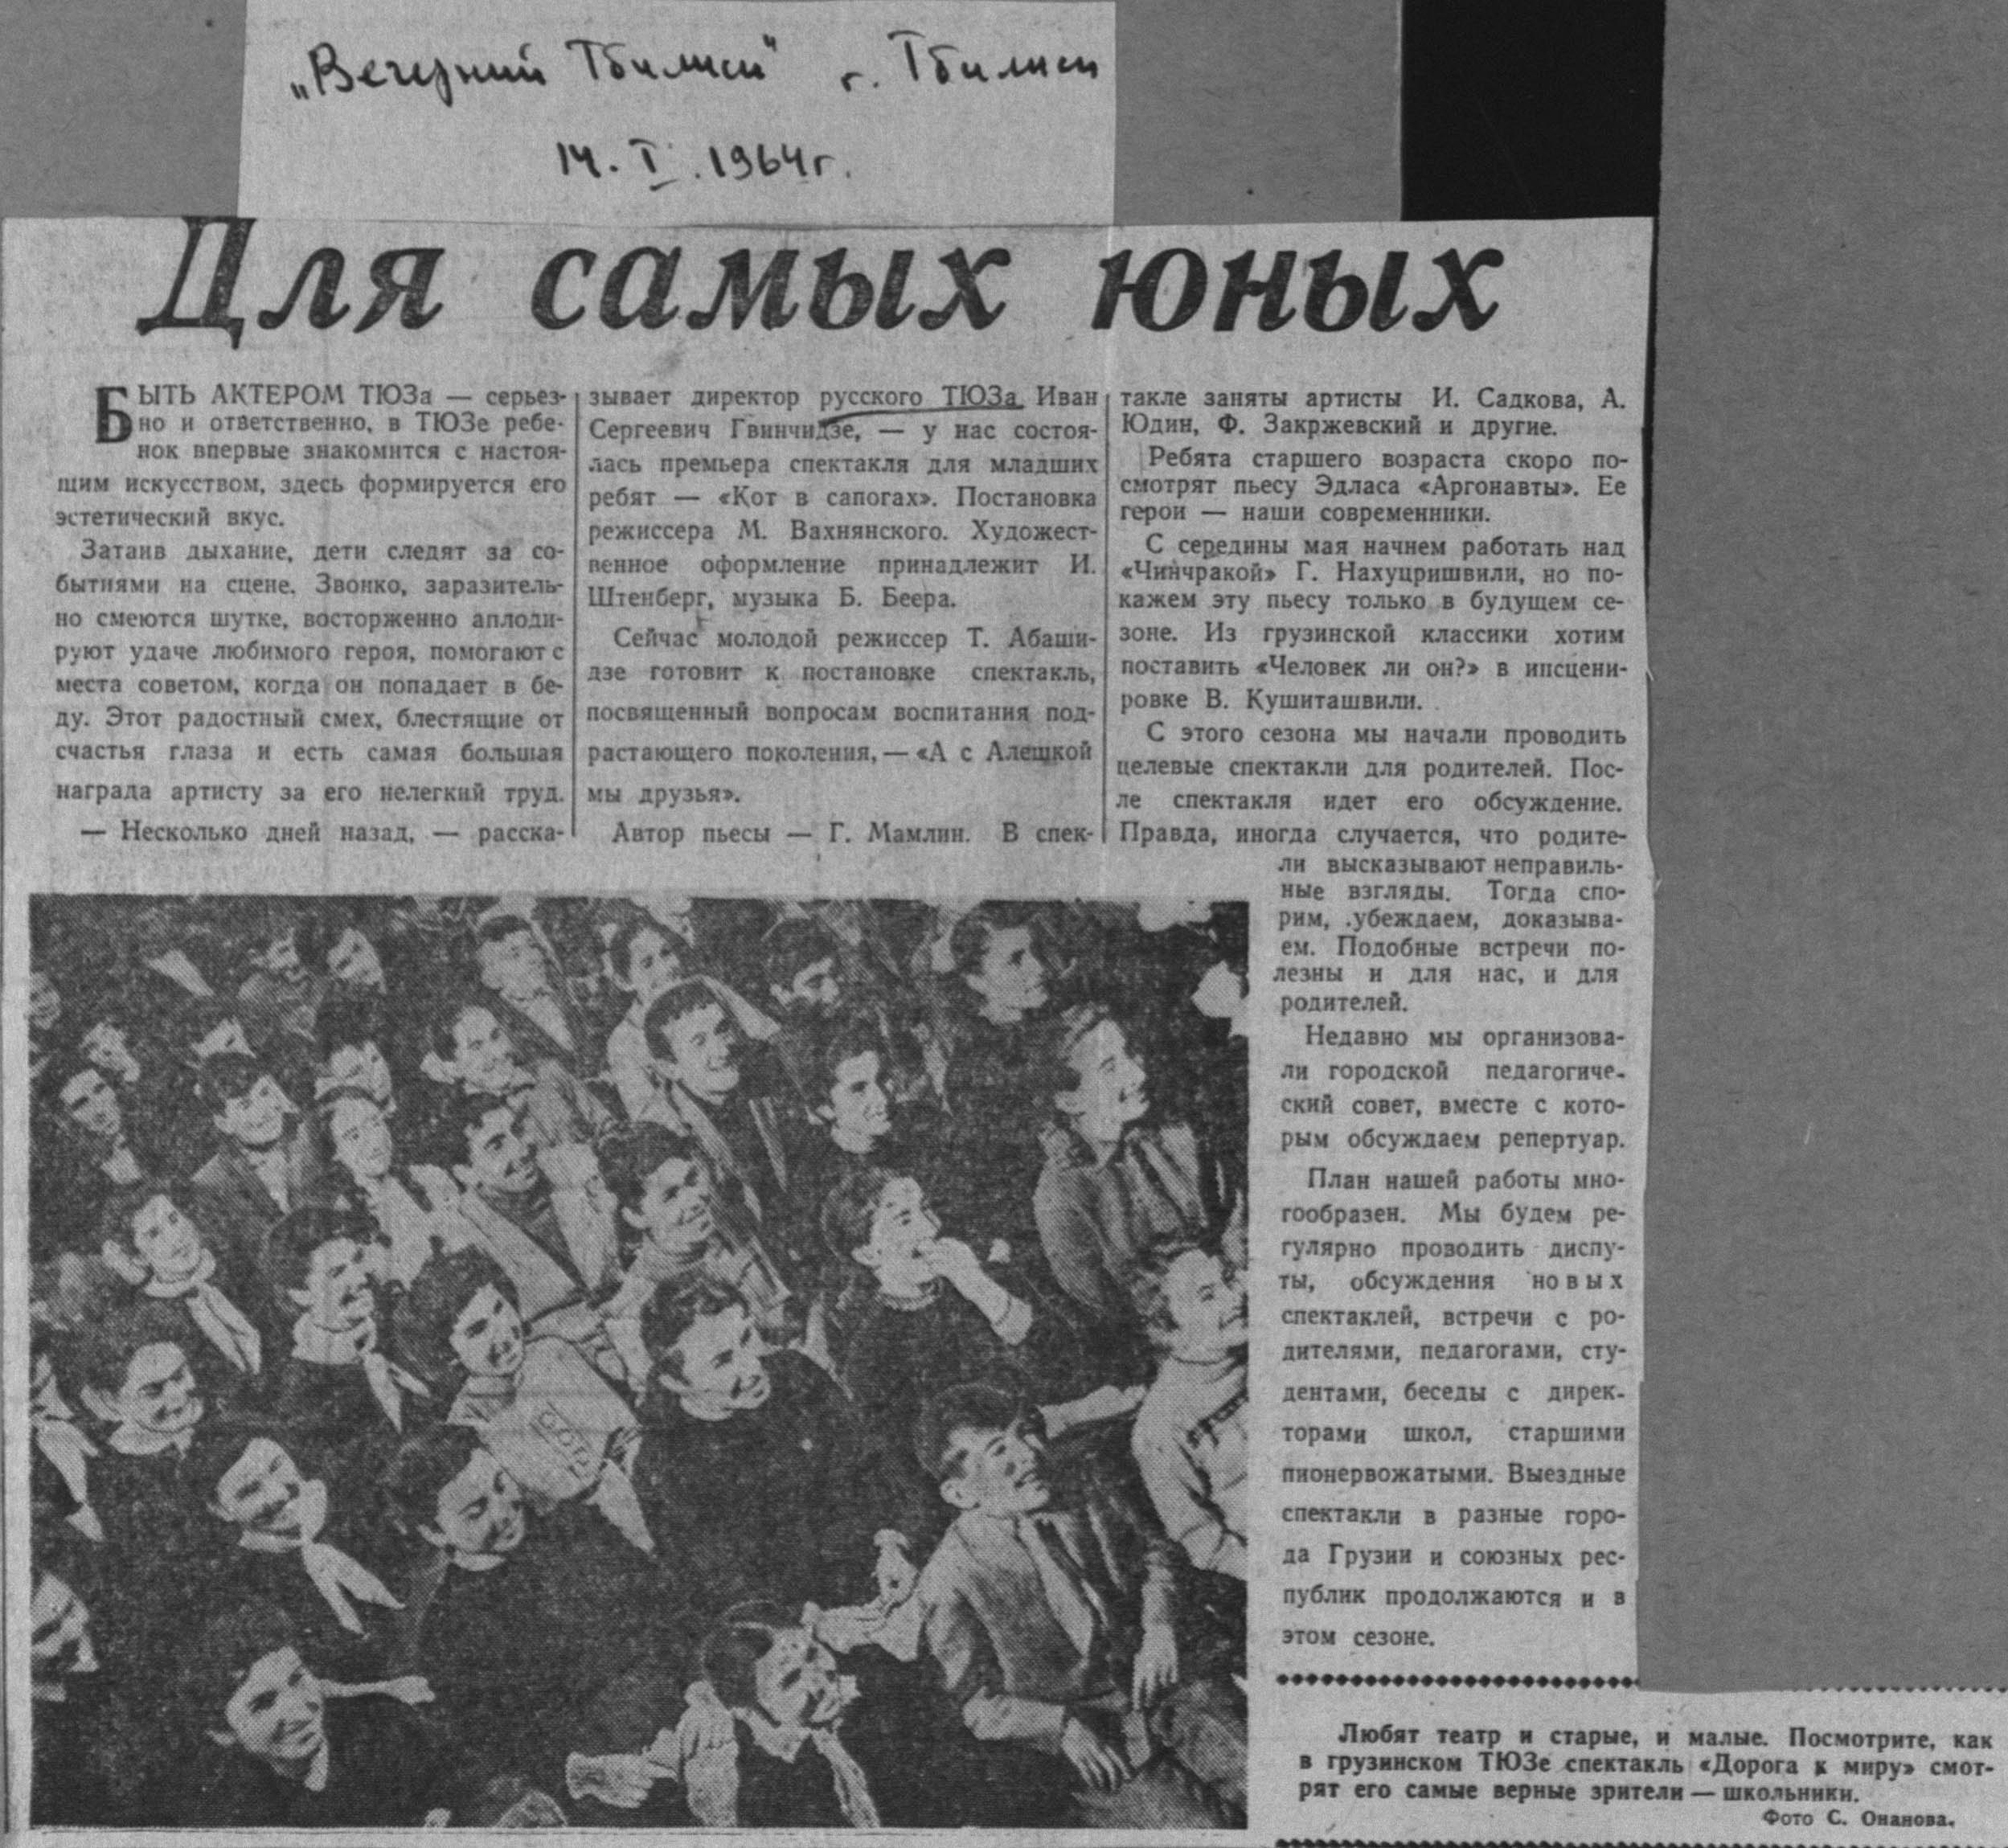 „Вечерний Тбилиси" г. Тбилиси
14. I. 1964 г.
Для самых юных
БЫТЬ АКТЕРОМ ТЮЗа — серьез-
но и ответственно, в ТЮЗе ребе-
нок впервые знакомится с настоя-
щим искусством, здесь формируется его
эстетический вкус.
Затаив дыхание, дети следят за со-
бытиями на сцене. Звонко, заразитель-
но смеются шутке, восторженно аплоди-
руют удаче любимого героя, помогают с
места советом, когда он попадает в бе-
ду. Этот радостный смех, блестящие от
счастья глаза и есть самая большая
награда артисту за его нелегкий труд.
— Несколько дней назад, — расска-
зывает директор русского ТЮЗа Иван
Сергеевич Гвинчидзе, — у нас состоя-
лась премьера спектакля для младших
ребят — «Кот в сапогах». Постановка
режиссера М. Вахнянского. Художест-
венное оформление принадлежит И.
Штенберг, музыка Б. Беера.
Сейчас молодой режиссер Т. Абаши-
дзе готовит к постановке спектакль,
посвященный вопросам воспитания под-
растающего поколения, — «А с Алешкой
мы друзья».
Автор пьесы — Г. Мамлин. В спек-
такле заняты артисты И. Садкова, А.
Юдин, Ф. Закржевский и другие.
Ребята старшего возраста скоро по-
смотрят пьесу Эдласа «Аргонавты». Ее
герои — наши современники.
С середины мая начнем работать над
«Чинчракой» Г. Нахуцришвили, но по-
кажем эту пьесу только в будущем се-
зоне. Из грузинской классики хотим
поставить «Человек ли он?» в инсцени-
ровке В. Кушиташвили.
С этого сезона мы начали проводить
целевые спектакли для родителей. Пос-
ле спектакля идет его обсуждение.
Правда, иногда случается, что родите-
ли высказывают неправиль-
ные взгляды. Тогда спо-
рим, убеждаем, доказыва-
ем. Подобные встречи по-
лезны и для нас, и для
родителей.
Недавно мы организова-
ли городской педагогиче-
ский совет, вместе с кото-
рым обсуждаем репертуар.
План нашей работы мно-
гообразен. Мы будем ре-
гулярно проводить диспу-
ты, обсуждения новых
спектаклей, встречи с ро-
дителями, педагогами, сту-
дентами, беседы с дирек-
торами школ, старшими
пионервожатыми. Выездные
спектакли в разные горо-
да Грузии и союзных рес-
публик продолжаются и в
этом сезоне.
Любят театр и старые, и малые. Посмотрите, как
в грузинском ТЮЗе спектакль «Дорога к миру» смот-
рят его самые верные зрители — школьники.
Фото С. Онанова.